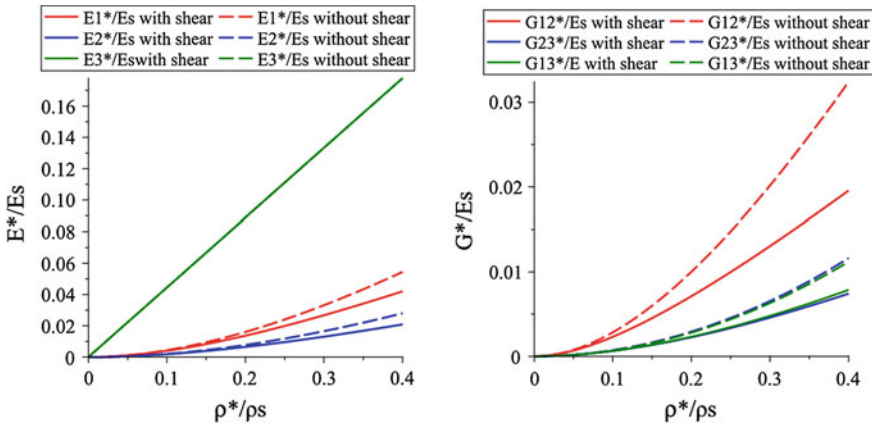 E1*/Es with shear E1*/Es without shear
E2*/Es with shear E2*/Es without shear
E3*/Eswith shear E3*/Es without shear
0.16
0.14
0.12
0.10
0.08
0.06
0.04
0.02
0
E*/Es
0 0.1 0.2 0.3 0.4
ρ*/ρs
G12*/Es with shear G12*/Es without shear
G23*/Es with shear G23*/Es without shear
G13*/E with shear G13*/Es without shear
0.03
0.02
0.01
0
G*/Es
0 0.1 0.2 0.3 0.4
ρ*/ρs